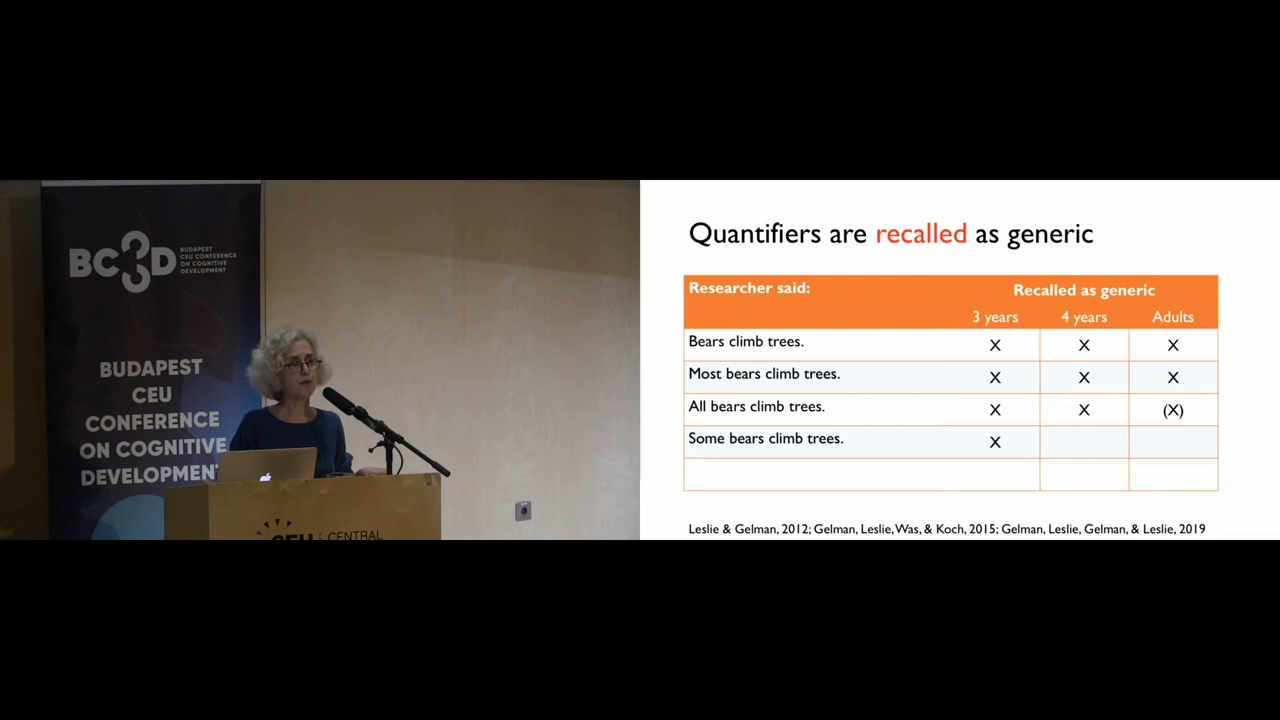 BC3D
BUDAPEST
CEU CONFERENCE
ON COGNITIVE
DEVELOPMENT
BUDAPEST
CEU
CONFERENCE
ON COGNITIVE
DEVELOPMENT
CEU
CENTRAL
Quantifiers are recalled as generic
Researcher said: Recalled as generic
3 years 4 years Adults
Bears climb trees. X X X
Most bears climb trees. X X X
All bears climb trees. X X (X)
Some bears climb trees. X
Leslie & Gelman, 2012; Gelman, Leslie, Was, & Koch, 2015; Gelman, Leslie, Gelman, & Leslie, 2019